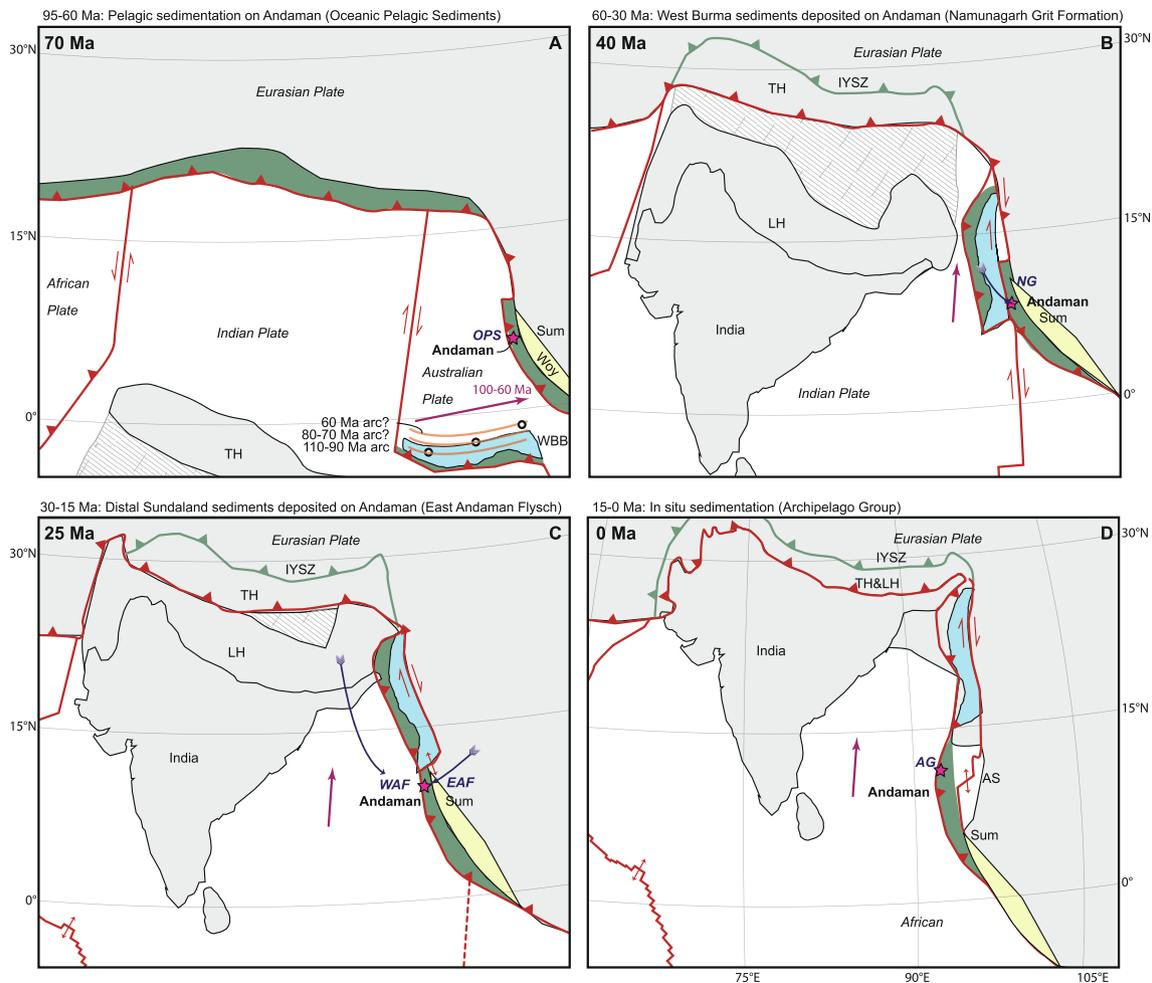 95-60 Ma: Pelagic sedimentation on Andaman (Oceanic Pelagic Sediments)
70 Ma
A
30°N
Eurasian Plate
15°N
African
Plate
Indian Plate
OPS
Andaman
Sum
Woy
Australian
Plate
100-60 Ma
0°
60 Ma arc?
80-70 Ma arc?
110-90 Ma arc
WBB
TH
60-30 Ma: West Burma sediments deposited on Andaman (Namunagarh Grit Formation)
40 Ma
B
30°N
Eurasian Plate
TH
IYSZ
15°N
LH
NG
Andaman
Sum
India
Indian Plate
0°
30-15 Ma: Distal Sundaland sediments deposited on Andaman (East Andaman Flysch)
25 Ma
C
30°N
Eurasian Plate
IYSZ
TH
LH
15°N
India
WAF
EAF
Andaman
Sum
0°
15-0 Ma: In situ sedimentation (Archipelago Group)
0 Ma
D
30°N
Eurasian Plate
IYSZ
TH&LH
India
15°N
AG
AS
Andaman
Sum
0°
African
75°E
90°E
105°E